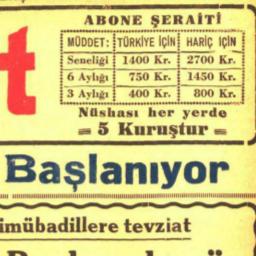 t
ABONE ŞERAİTİ
MÜDDET: TÜRKİYE İÇİN HARİÇ İÇİN
Seneliği 1400 Kr. 2700 Kr.
6 Aylığı 750 Kr. 1450 Kr.
3 Aylığı 400 Kr. 800 Kr.
Nüshası her yerde
5 Kuruştur
Başlanıyor
imübadillere tevziat